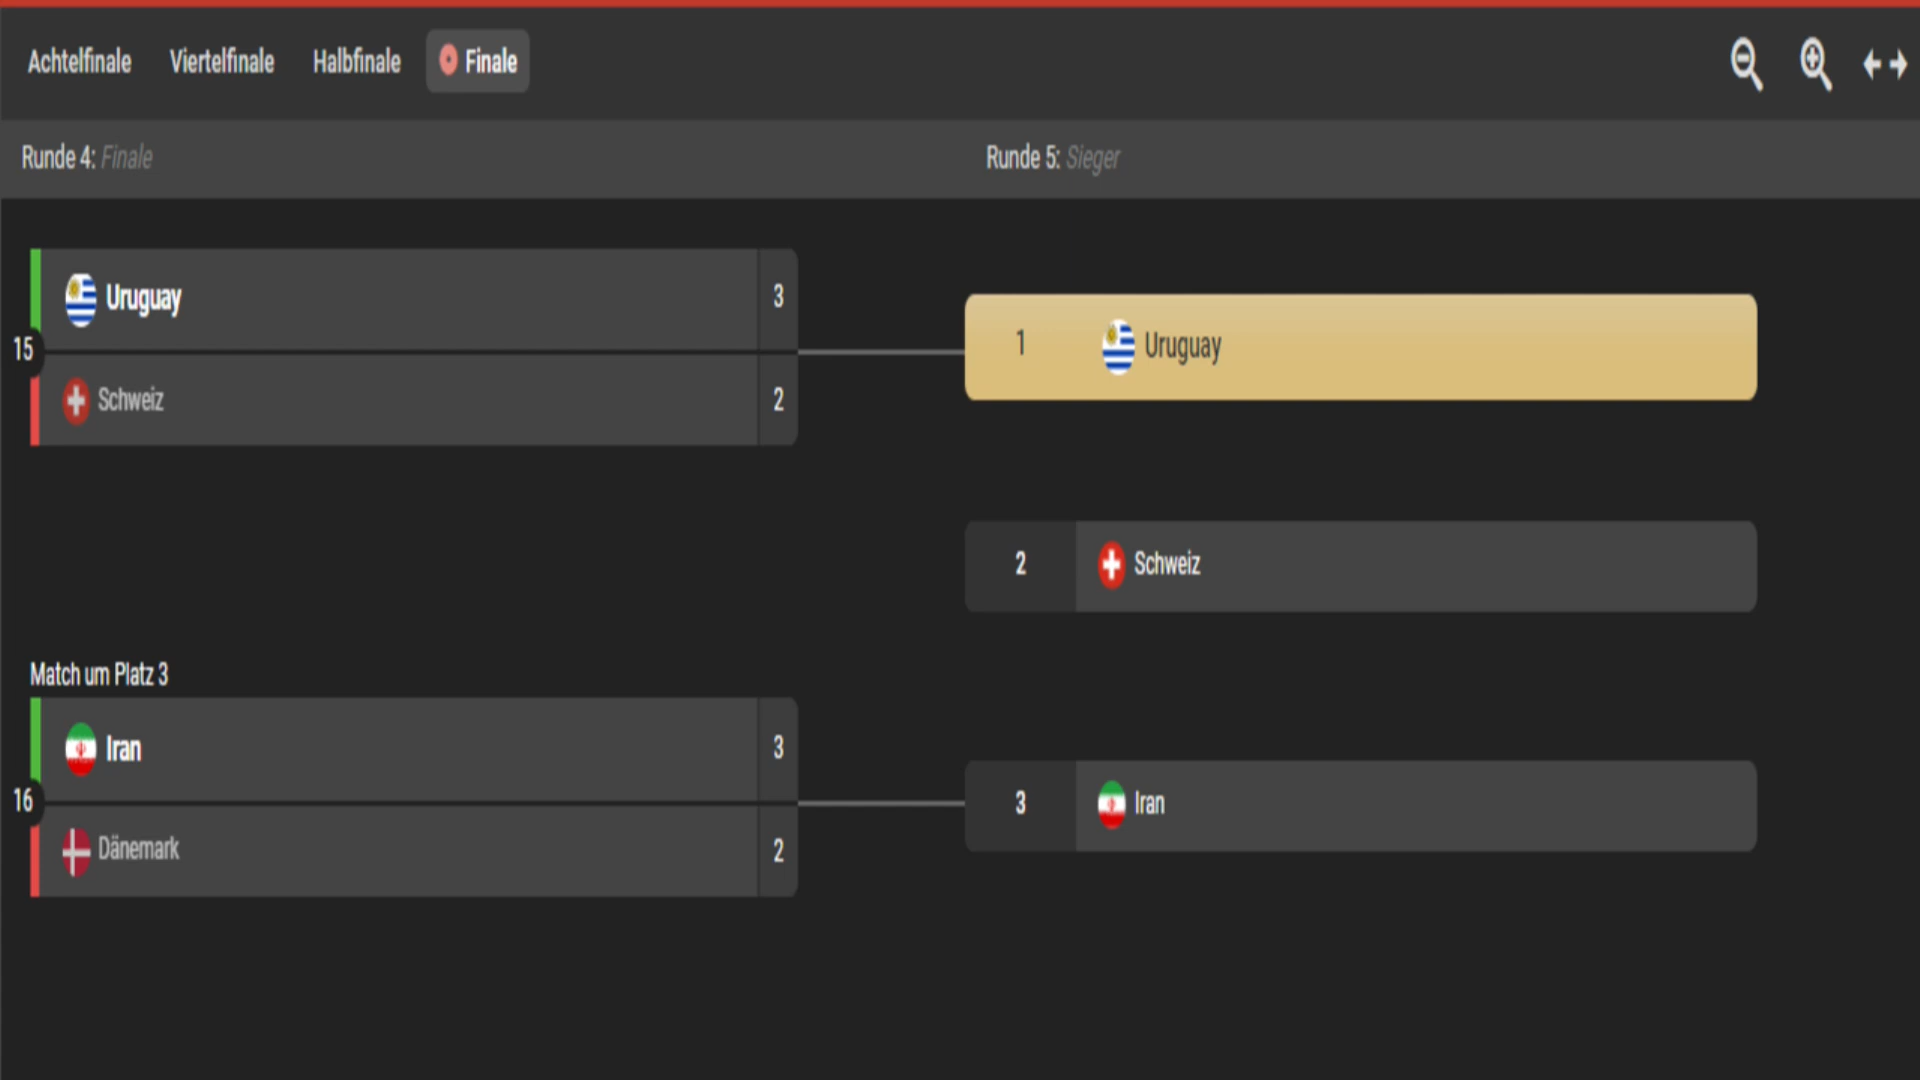 Achtelfinale Viertelfinale Halbfinale Finale
Runde 4: Finale
Runde 5: Sieger
15
Uruguay 3
Schweiz 2
1 Uruguay
2 Schweiz
Match um Platz 3
16
Iran 3
Dänemark 2
3 Iran